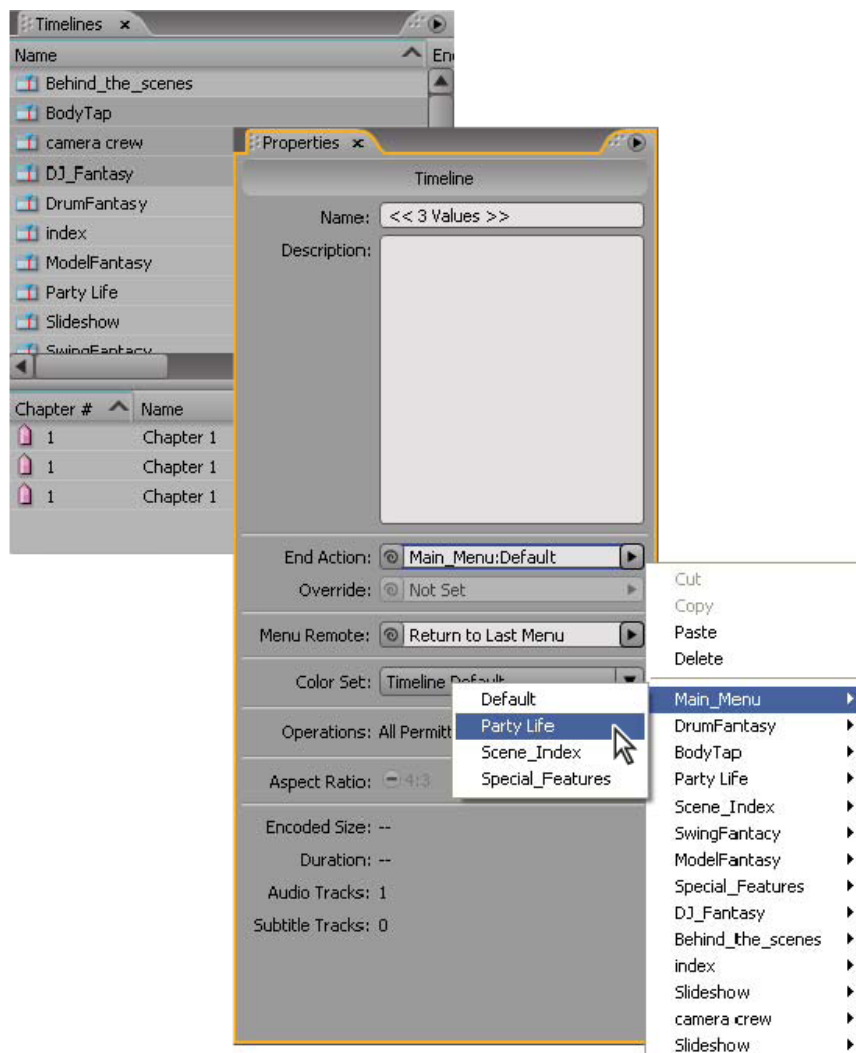 Timelines
Name En
Behind_the_scenes
BodyTap
camera crew
DJ_Fantasy
DrumFantasy
index
ModelFantasy
Party Life
Slideshow
SwingFantacy
Chapter # Name
1 Chapter 1
1 Chapter 1
1 Chapter 1
Properties
Timeline
Name: << 3 Values >>
Description:
End Action: Main_Menu:Default
Override: Not Set
Menu Remote: Return to Last Menu
Color Set: Timeline Default
Operations: All Permitt
Aspect Ratio: 4:3
Encoded Size: --
Duration: --
Audio Tracks: 1
Subtitle Tracks: 0
Default
Party Life
Scene_Index
Special_Features
Cut
Copy
Paste
Delete
Main_Menu
DrumFantasy
BodyTap
Party Life
Scene_Index
SwingFantacy
ModelFantasy
Special_Features
DJ_Fantasy
Behind_the_scenes
index
Slideshow
camera crew
Slideshow